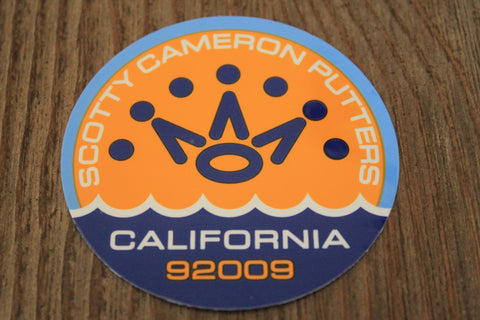 SCOTTY CAMERON PUTTERS
CALIFORNIA
92009